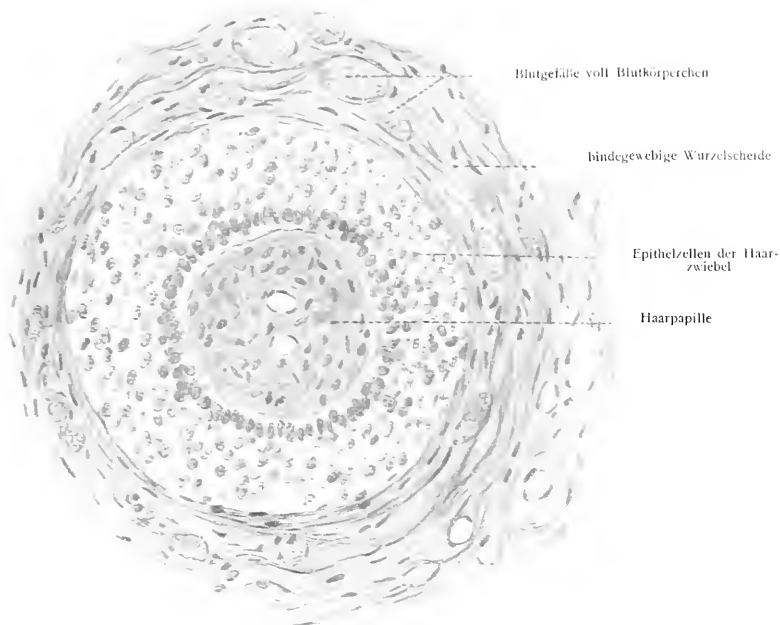 Blutgefäße voll Blutkörperchen
bindegewebige Wurzelscheide
Epithelzellen der Haar-
zwiebel
Haarpapille